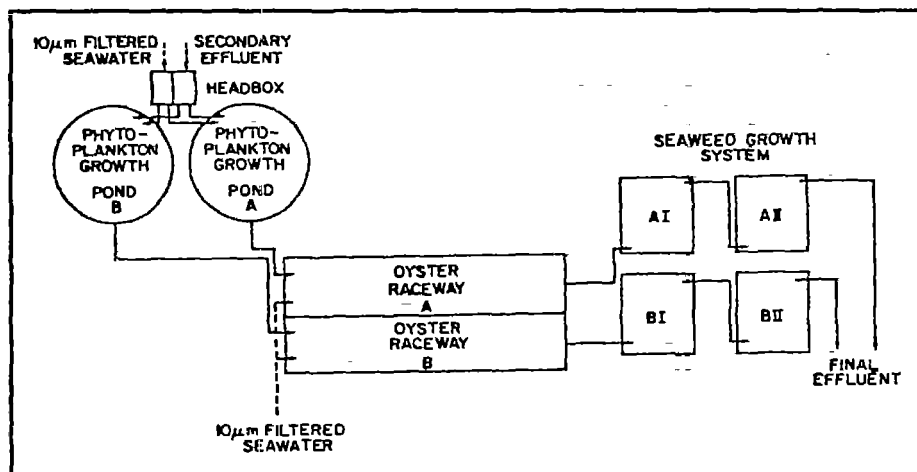 10µm FILTERED
SEAWATER
SECONDARY
EFFLUENT
HEADBOX
PHYTO-
PLANKTON
GROWTH
POND
B
PHYTO-
PLANKTON
GROWTH
POND
A
SEAWEED GROWTH
SYSTEM
AI
AII
OYSTER
RACEWAY
A
OYSTER
RACEWAY
B
BI
BII
FINAL
EFFLUENT
10µm FILTERED
SEAWATER